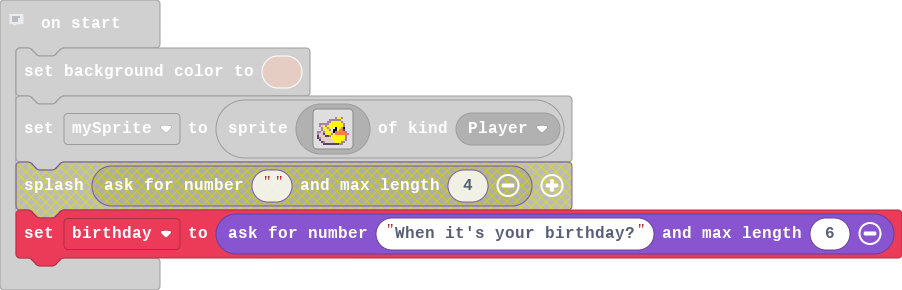 on start
set background color to
set mySprite to sprite of kind Player
splash ask for number " " and max length 4
set birthday to ask for number "When it's your birthday?" and max length 6